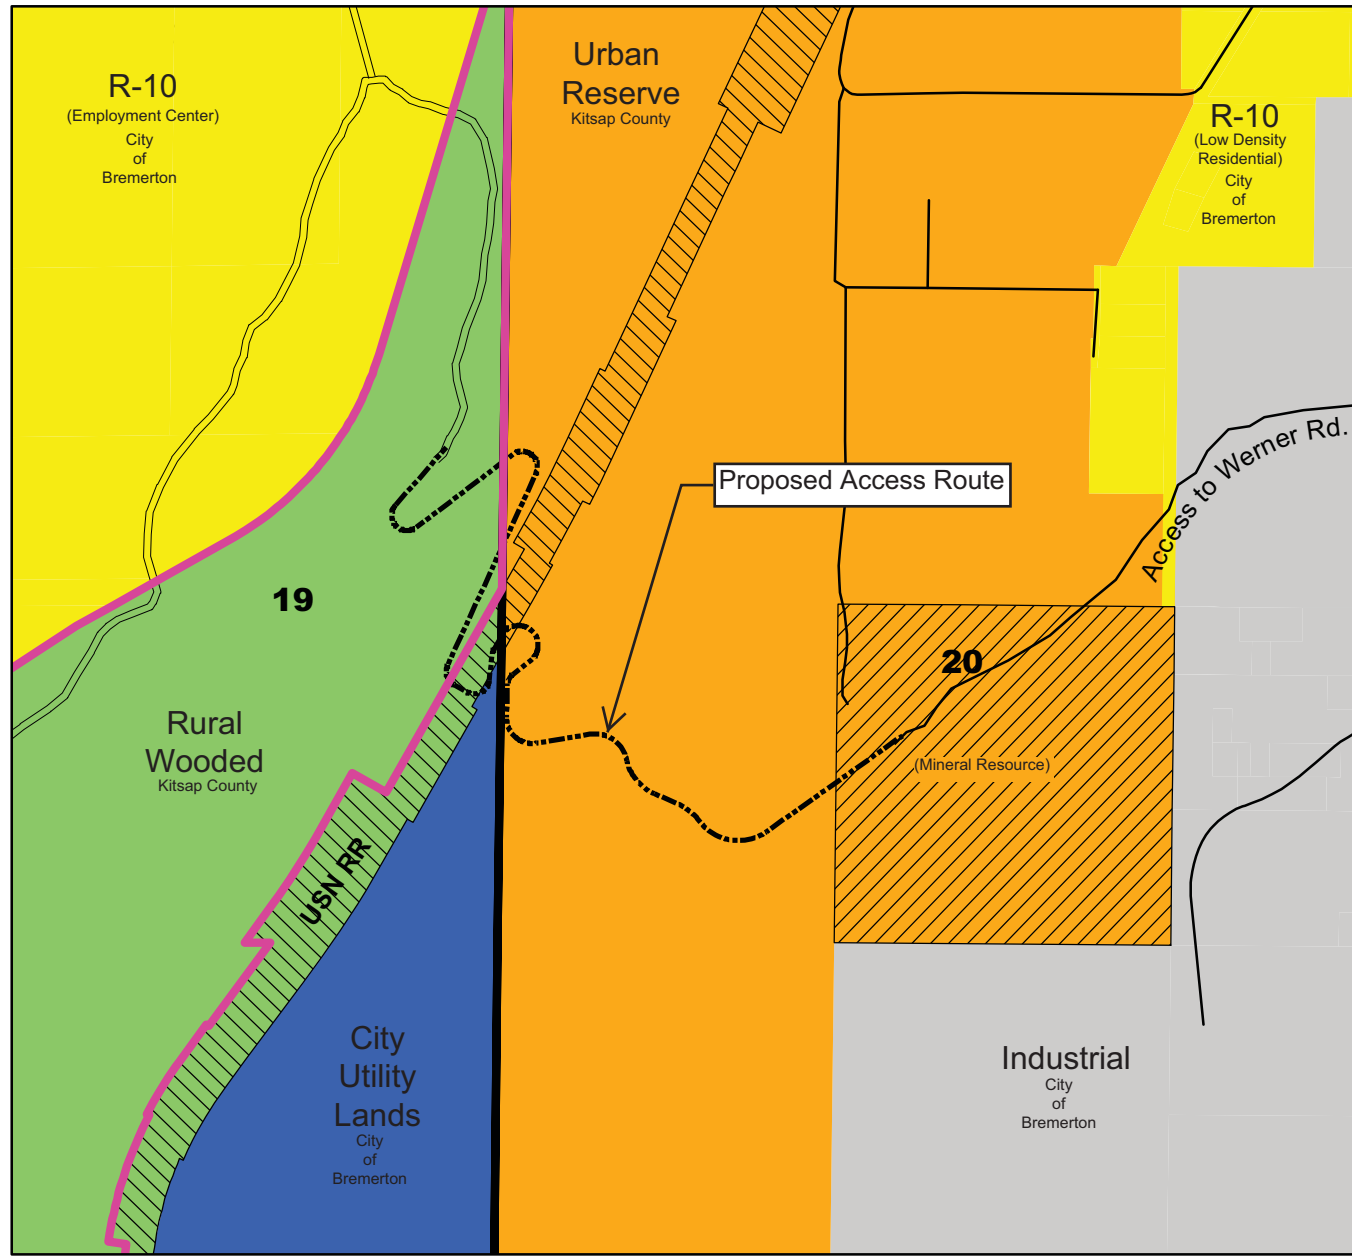 R-10
(Employment Center)
City
of
Bremerton
Urban
Reserve
Kitsap County
R-10
(Low Density
Residential)
City
of
Bremerton
Proposed Access Route
Access to Werner Rd.
19
20
Rural
Wooded
Kitsap County
(Mineral Resource)
USN RR
City
Utility
Lands
City
of
Bremerton
Industrial
City
of
Bremerton